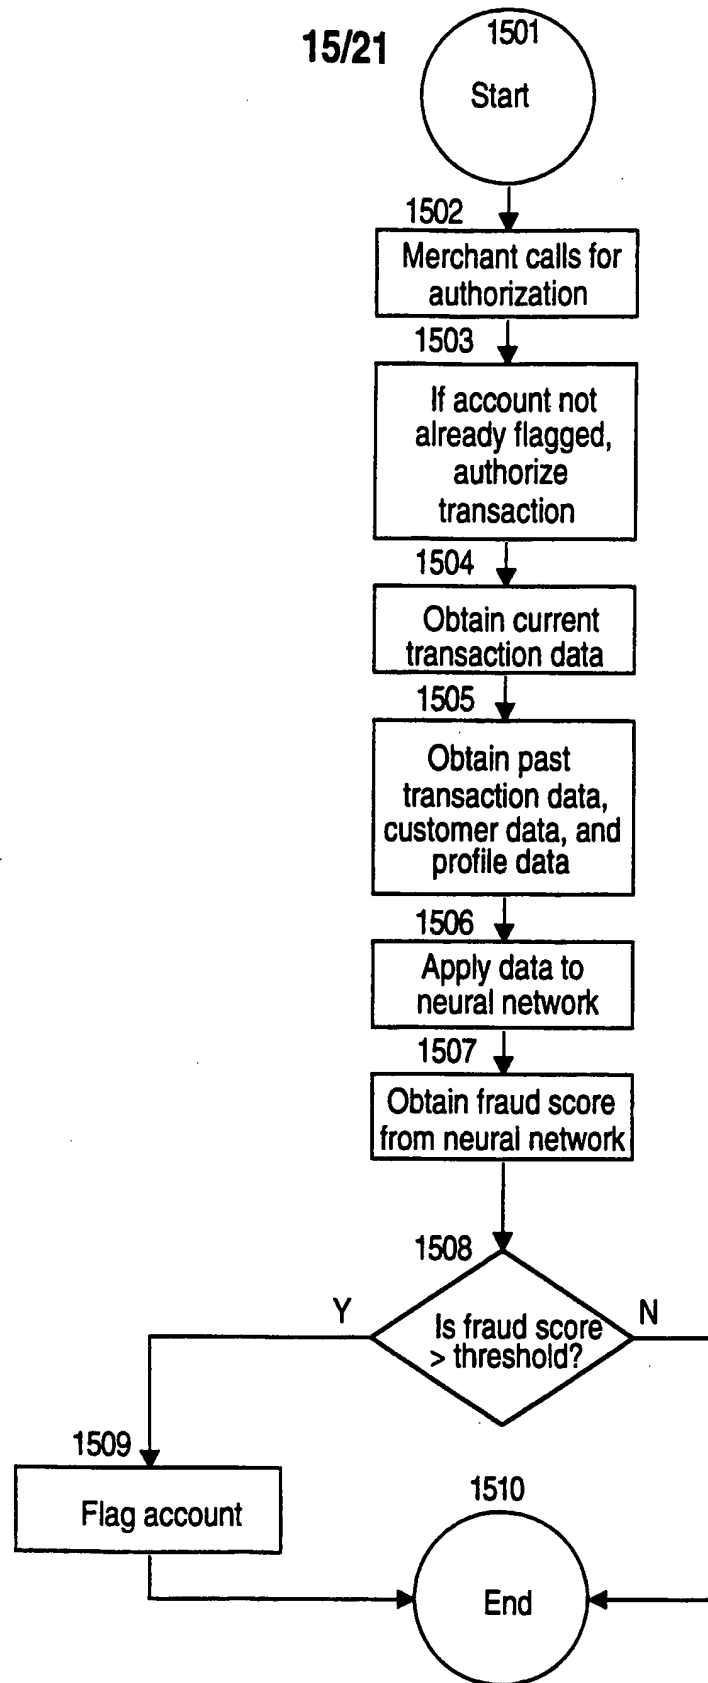 15/21
1501
Start
1502
Merchant calls for
authorization
1503
If account not
already flagged,
authorize
transaction
1504
Obtain current
transaction data
1505
Obtain past
transaction data,
customer data, and
profile data
1506
Apply data to
neural network
1507
Obtain fraud score
from neural network
1508
Y
Is fraud score
> threshold?
N
1509
Flag account
1510
End